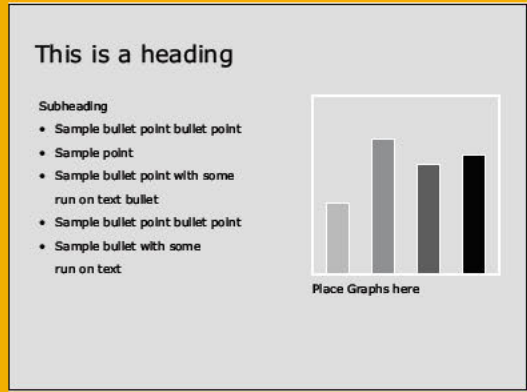 This is a heading
Subheading
• Sample bullet point bullet point
• Sample point
• Sample bullet point with some
run on text bullet
• Sample bullet point bullet point
• Sample bullet with some
run on text
Place Graphs here